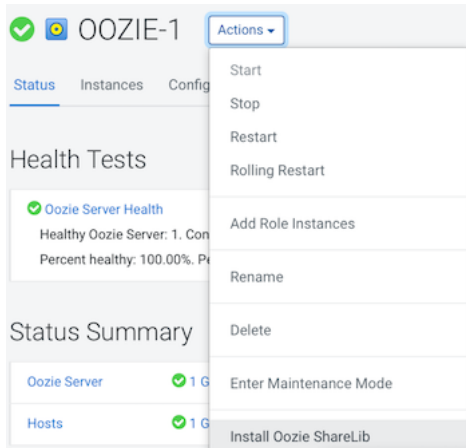 OOZIE-1
Actions
Start
Status Instances Config
Stop
Restart
Health Tests
Rolling Restart
Oozie Server Health
Healthy Oozie Server: 1. Con
Add Role Instances
Percent healthy: 100.00%. Pe
Rename
Status Summary
Delete
Oozie Server 1 G
Enter Maintenance Mode
Hosts 1 G
Install Oozie ShareLib